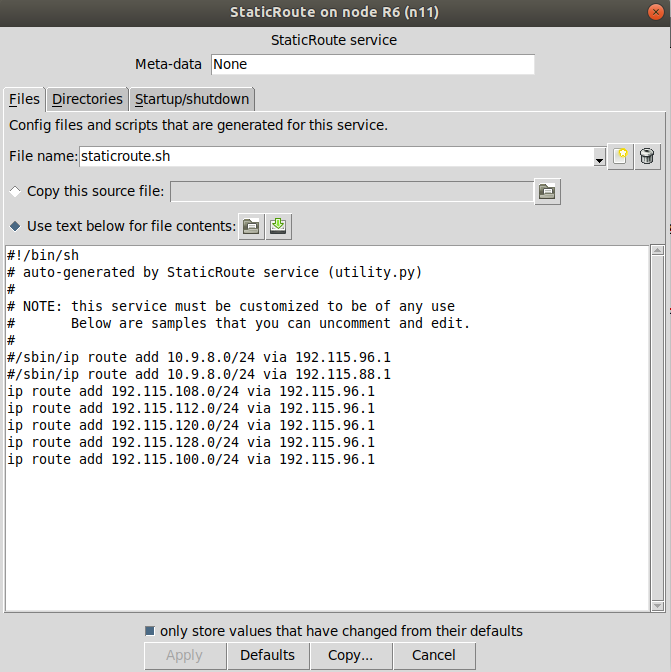 StaticRoute on node R6 (n11)
StaticRoute service
Meta-data None
Files Directories Startup/shutdown
Config files and scripts that are generated for this service.
File name: staticroute.sh
Copy this source file:
Use text below for file contents:
#!/bin/sh
# auto-generated by StaticRoute service (utility.py)
#
# NOTE: this service must be customized to be of any use
#       Below are samples that you can uncomment and edit.
#
#/sbin/ip route add 10.9.8.0/24 via 192.115.96.1
#/sbin/ip route add 10.9.8.0/24 via 192.115.88.1
ip route add 192.115.108.0/24 via 192.115.96.1
ip route add 192.115.112.0/24 via 192.115.96.1
ip route add 192.115.120.0/24 via 192.115.96.1
ip route add 192.115.128.0/24 via 192.115.96.1
ip route add 192.115.100.0/24 via 192.115.96.1
only store values that have changed from their defaults
Apply Defaults Copy... Cancel